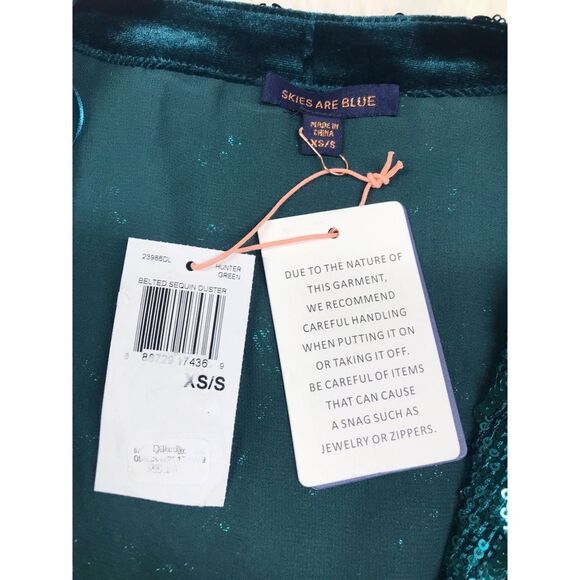 SKIES ARE BLUE
MADE IN
CHINA
XS/S
23986DL
HUNTER
GREEN
BELTED SEQUIN DUSTER
XS/S
Dillard's
DUE TO THE NATURE OF
THIS GARMENT,
WE RECOMMEND
CAREFUL HANDLING
WHEN PUTTING IT ON
OR TAKING IT OFF.
BE CAREFUL OF ITEMS
THAT CAN CAUSE
A SNAG SUCH AS
JEWELRY OR ZIPPERS.